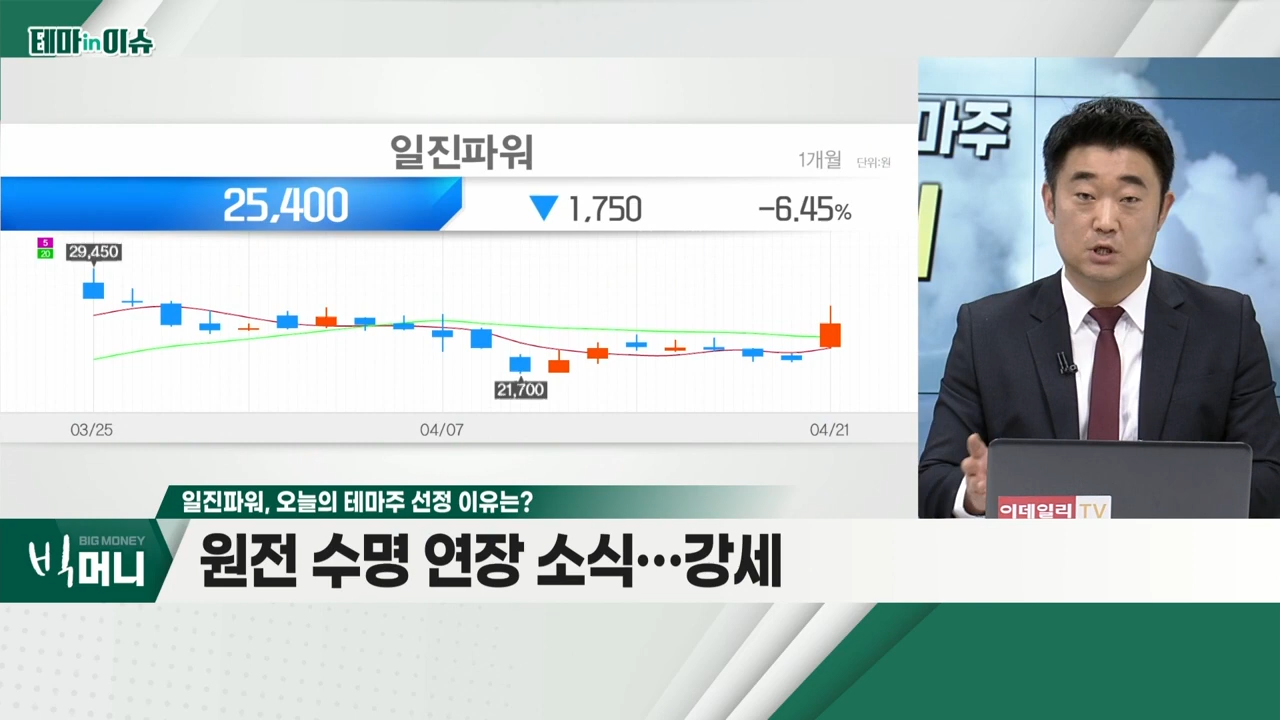 테마in이슈
일진파워
1개월 단위:원
25,400 ▼ 1,750 -6.45%
5
20
29,450
21,700
03/25 04/07 04/21
마주
이데일리TV
일진파워, 오늘의 테마주 선정 이유는?
BIG MONEY
빅머니
원전 수명 연장 소식…강세